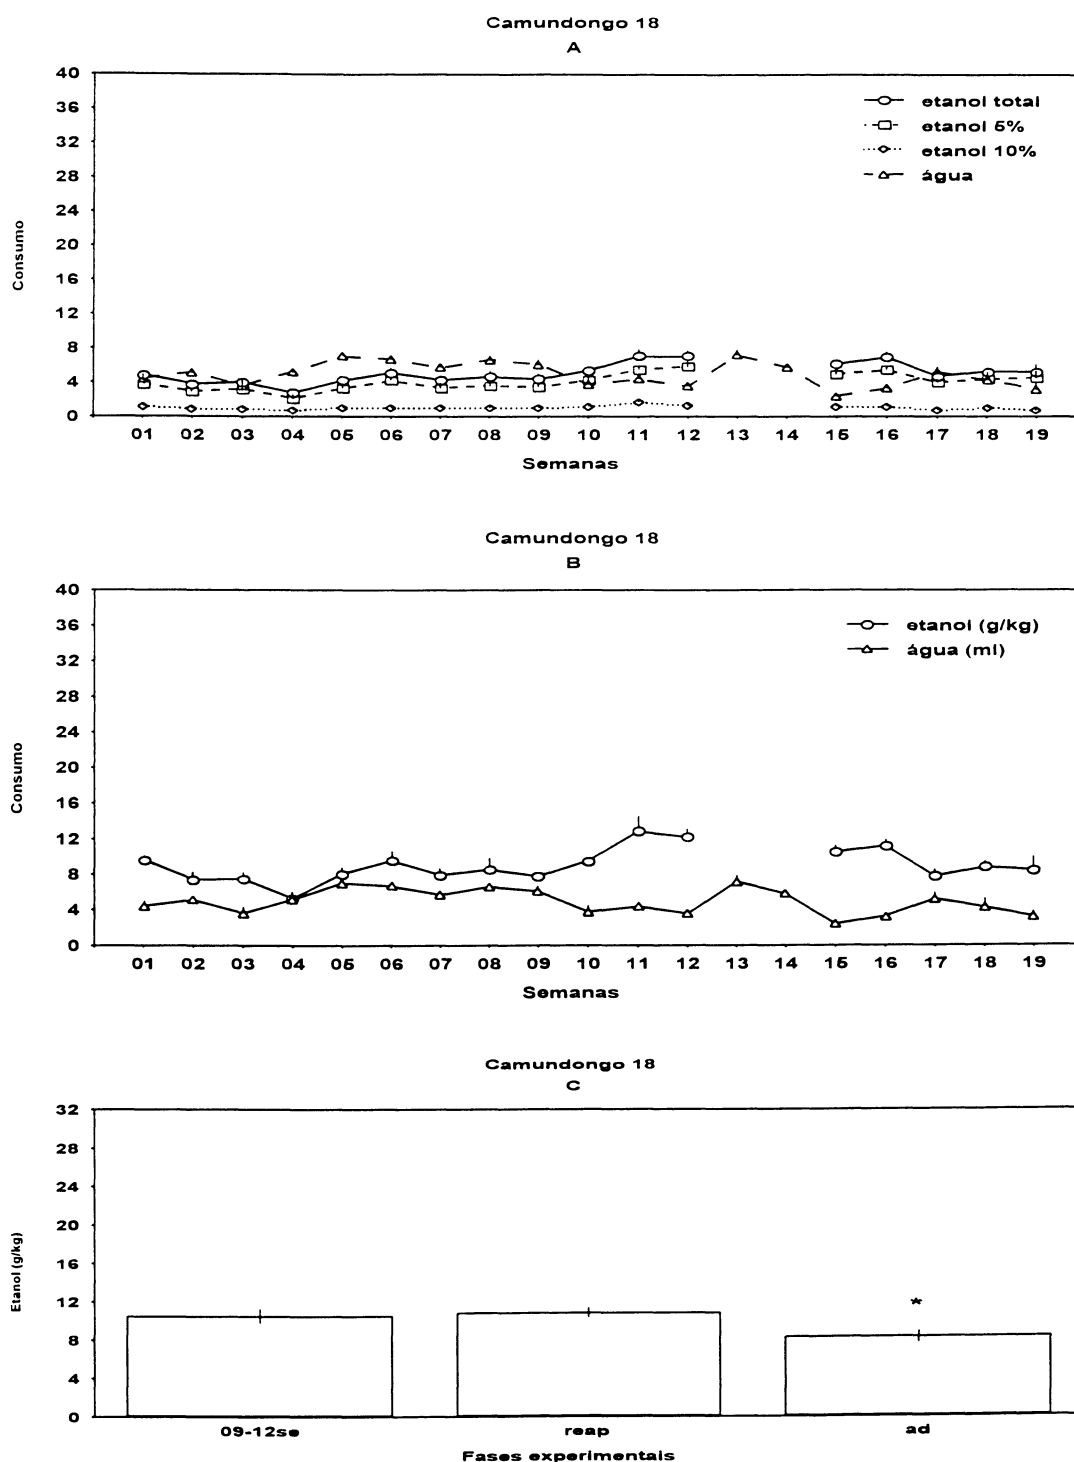 Camundongo 18
A
40
36
32
28
24
20
16
12
8
4
0
Consumo
etanol total
etanol 5%
etanol 10%
água
01 02 03 04 05 06 07 08 09 10 11 12 13 14 15 16 17 18 19
Semanas
Camundongo 18
B
40
36
32
28
24
20
16
12
8
4
0
Consumo
etanol (g/kg)
água (ml)
01 02 03 04 05 06 07 08 09 10 11 12 13 14 15 16 17 18 19
Semanas
Camundongo 18
C
32
28
24
20
16
12
8
4
0
Etanol (g/kg)
*
09-12se reap ad
Fases experimentais